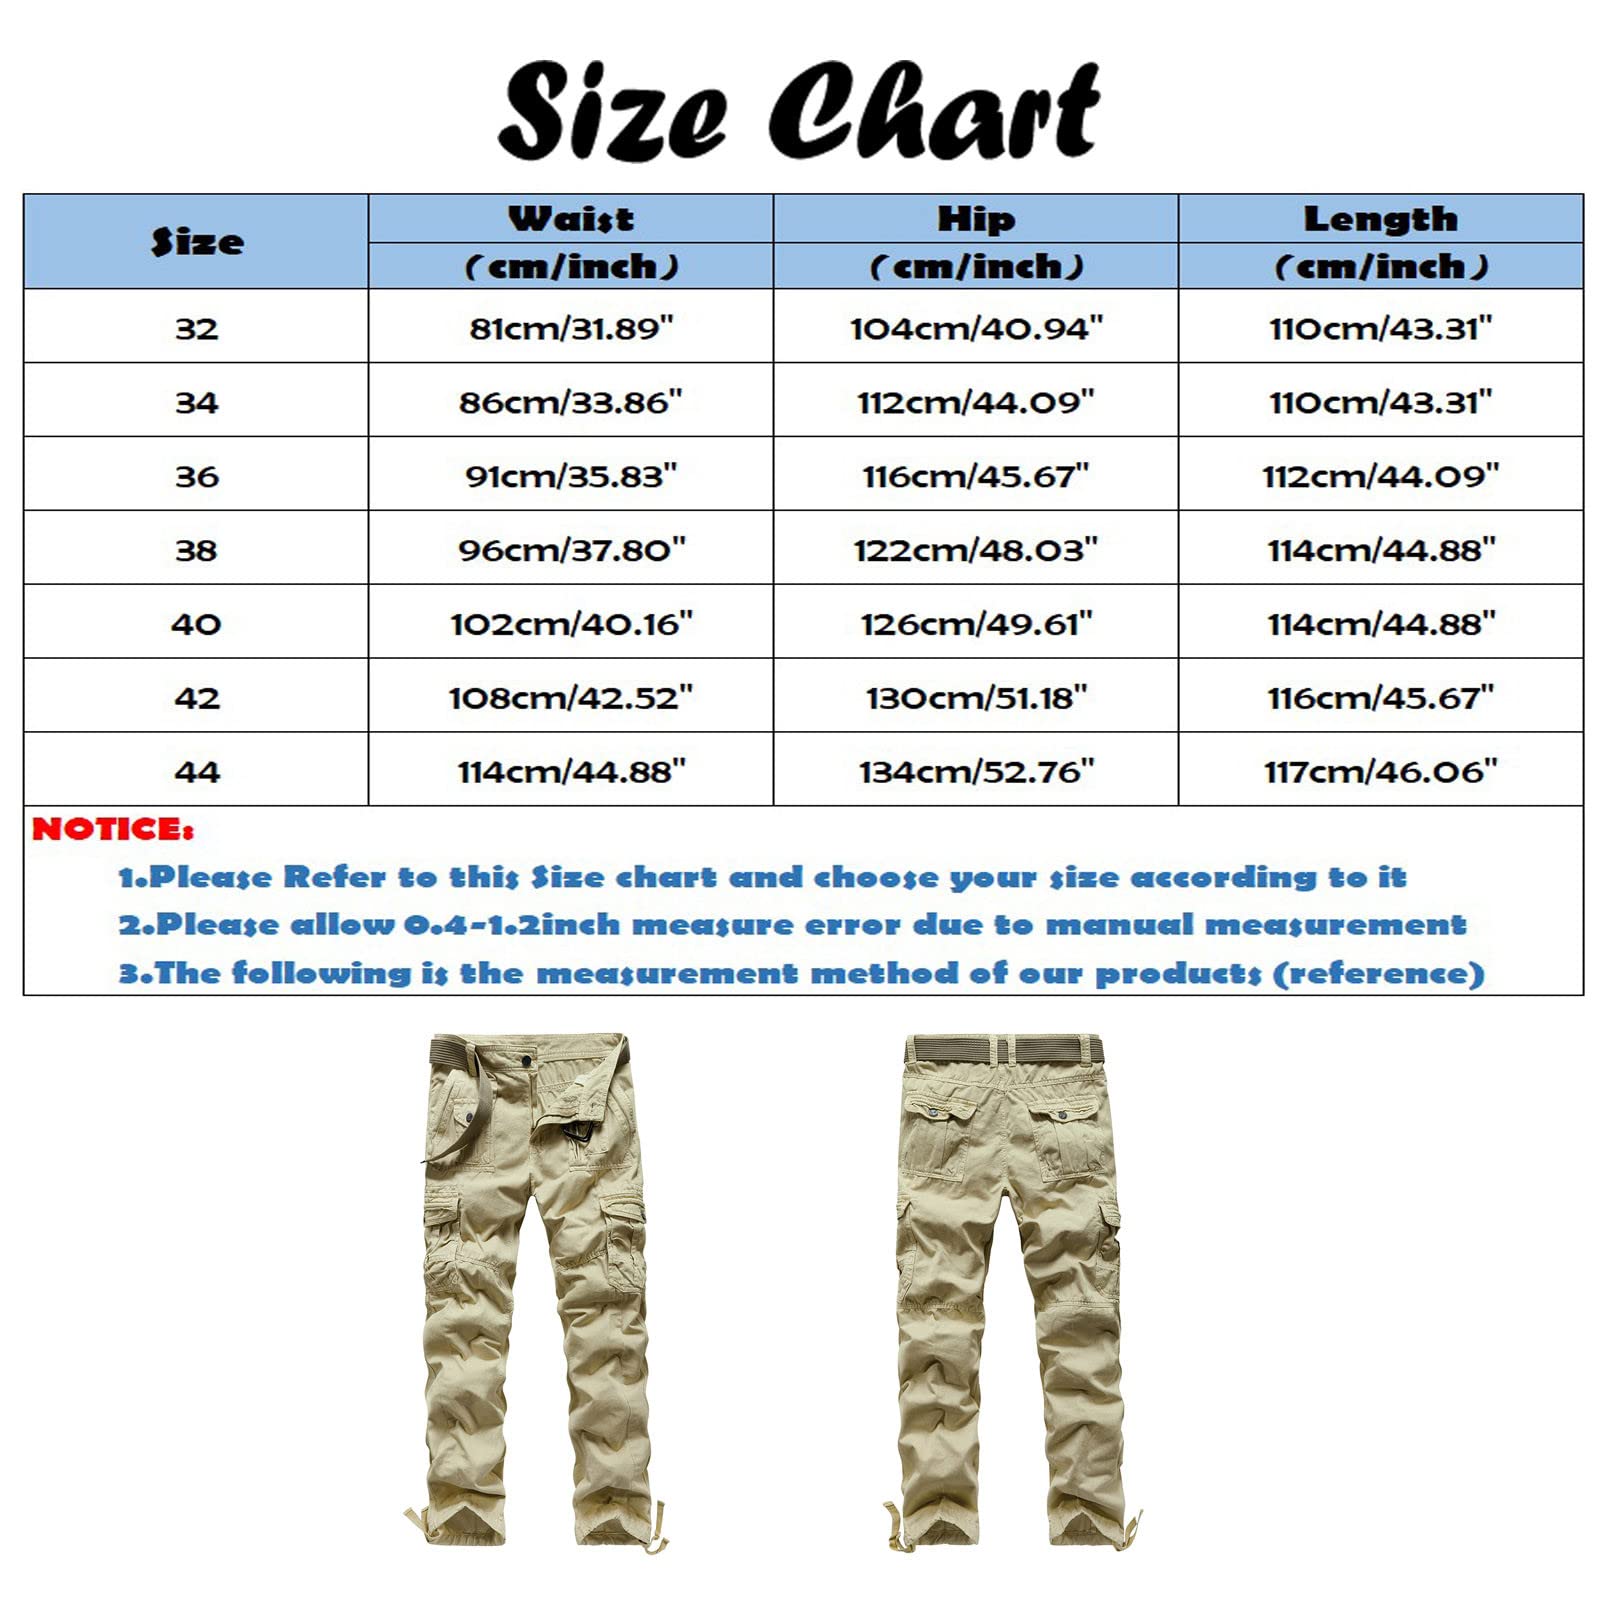 Size Chart
Size Waist Hip Length
(cm/inch) (cm/inch) (cm/inch)
32 81cm/31.89" 104cm/40.94" 110cm/43.31"
34 86cm/33.86" 112cm/44.09" 110cm/43.31"
36 91cm/35.83" 116cm/45.67" 112cm/44.09"
38 96cm/37.80" 122cm/48.03" 114cm/44.88"
40 102cm/40.16" 126cm/49.61" 114cm/44.88"
42 108cm/42.52" 130cm/51.18" 116cm/45.67"
44 114cm/44.88" 134cm/52.76" 117cm/46.06"
NOTICE:
1.Please Refer to this Size chart and choose your size according to it
2.Please allow 0.4-1.2inch measure error due to manual measurement
3.The following is the measurement method of our products (reference)